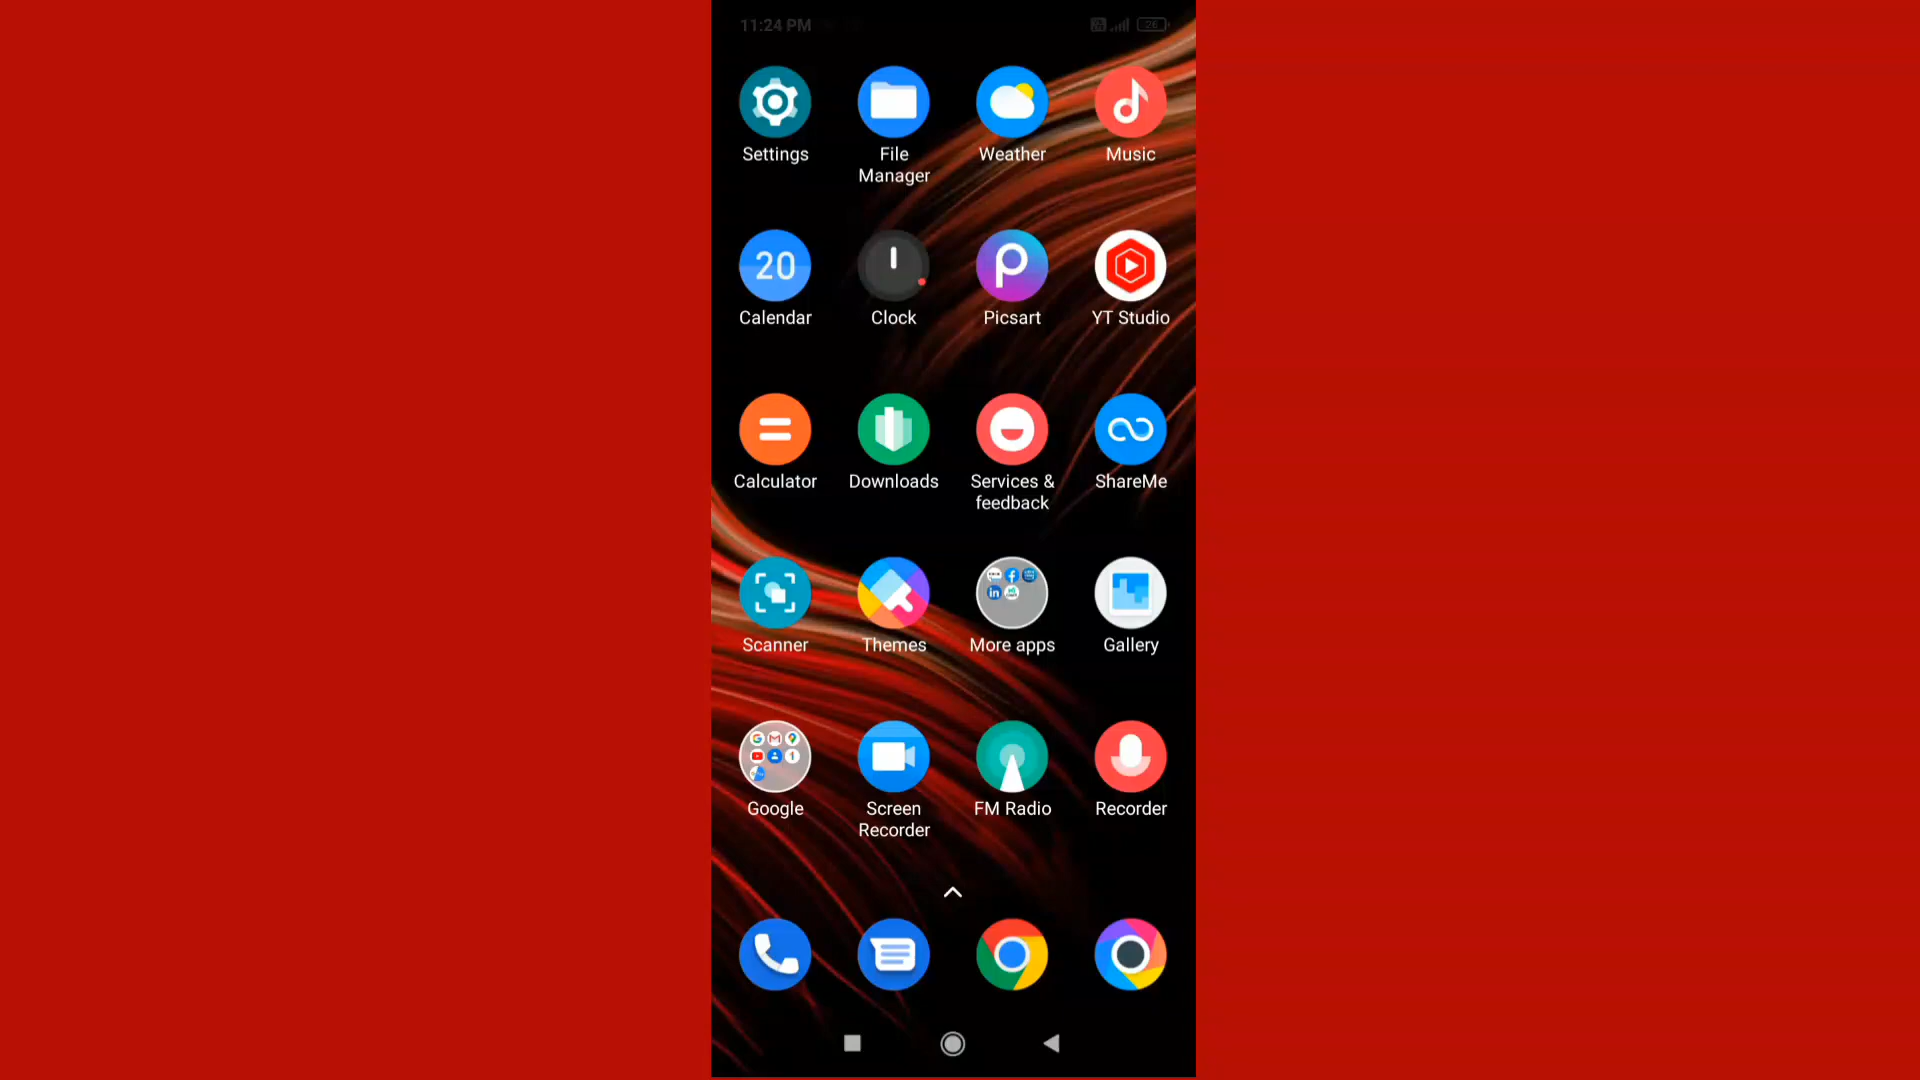 11:24 PM
26
Settings
File
Manager
Weather
Music
20
Calendar
Clock
Picsart
YT Studio
Calculator
Downloads
Services &
feedback
ShareMe
Scanner
Themes
More apps
Gallery
Google
Screen
Recorder
FM Radio
Recorder